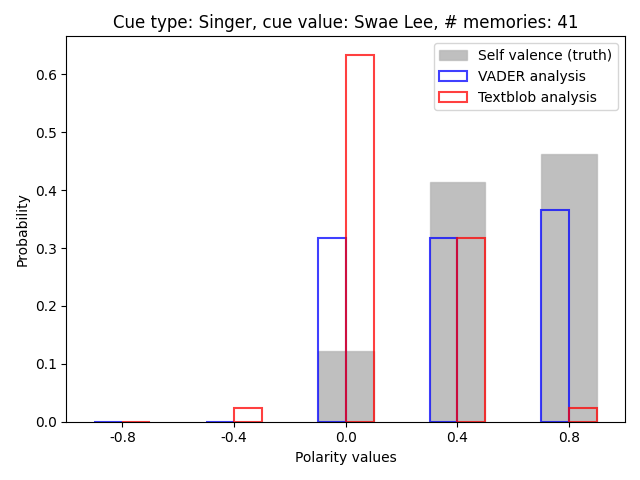 Cue type: Singer, cue value: Swae Lee, # memories: 41
Self valence (truth)
VADER analysis
Textblob analysis
Probability
0.6
0.5
0.4
0.3
0.2
0.1
0.0
-0.8 -0.4 0.0 0.4 0.8
Polarity values